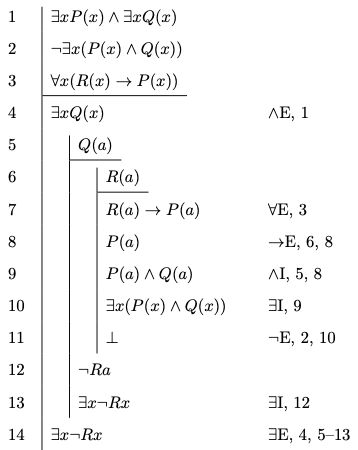 1 ∃xP(x) ∧ ∃xQ(x)
2 ¬∃x(P(x) ∧ Q(x))
3 ∀x(R(x) → P(x))
4 ∃xQ(x) ∧E, 1
5 Q(a)
6 R(a)
7 R(a) → P(a) ∀E, 3
8 P(a) →E, 6, 8
9 P(a) ∧ Q(a) ∧I, 5, 8
10 ∃x(P(x) ∧ Q(x)) ∃I, 9
11 ⊥ ¬E, 2, 10
12 ¬Ra
13 ∃x¬Rx ∃I, 12
14 ∃x¬Rx ∃E, 4, 5–13